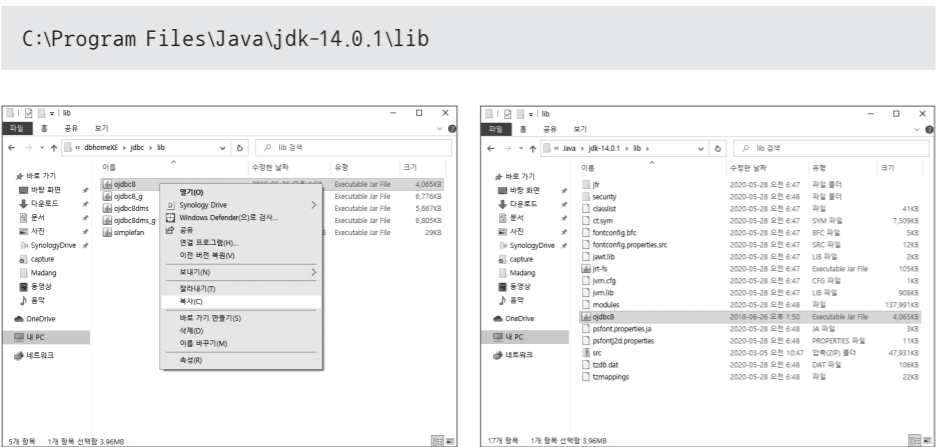 C:\Program Files\Java\jdk-14.0.1\lib
lib
파일 홈 공유 보기
« dbhomeXE > jdbc > lib
lib 검색
이름 수정한 날짜 유형 크기
바로 가기
바탕 화면
다운로드
문서
사진
SynologyDrive
capture
Madang
동영상
음악
OneDrive
내 PC
네트워크
ojdbc8 2018-06-26 오후 1:50 Executable Jar File 4,065KB
ojdbc8_g Executable Jar File 6,776KB
ojdbc8dms Executable Jar File 5,667KB
ojdbc8dms_g Executable Jar File 6,805KB
simplefan Executable Jar File 29KB
열기(O)
Synology Drive
Windows Defender(으)로 검사...
공유
연결 프로그램(H)...
이전 버전 복원(V)
보내기(N)
잘라내기(T)
복사(C)
바로 가기 만들기(S)
삭제(D)
이름 바꾸기(M)
속성(R)
5개 항목 1개 항목 선택함 3.96MB
lib
파일 홈 공유 보기
« Java > jdk-14.0.1 > lib >
lib 검색
이름 수정한 날짜 유형 크기
바로 가기
바탕 화면
다운로드
문서
사진
SynologyDrive
capture
Madang
동영상
음악
OneDrive
내 PC
네트워크
jfr 2020-05-28 오전 6:47 파일 폴더
security 2020-05-28 오전 6:48 파일 폴더
classlist 2020-05-28 오전 6:47 파일 41KB
ct.sym 2020-05-28 오전 6:47 SYM 파일 7,509KB
fontconfig.bfc 2020-05-28 오전 6:47 BFC 파일 5KB
fontconfig.properties.src 2020-05-28 오전 6:47 SRC 파일 12KB
jawt.lib 2020-05-28 오전 6:47 LIB 파일 2KB
jrt-fs 2020-05-28 오전 6:47 Executable Jar File 105KB
jvm.cfg 2020-05-28 오전 6:47 CFG 파일 1KB
jvm.lib 2020-05-28 오전 6:47 LIB 파일 908KB
modules 2020-05-28 오전 6:48 파일 137,991KB
ojdbc8 2018-06-26 오후 1:50 Executable Jar File 4,065KB
psfont.properties.ja 2020-05-28 오전 6:48 JA 파일 3KB
psfontj2d.properties 2020-05-28 오전 6:48 PROPERTIES 파일 11KB
src 2020-03-05 오전 10:47 압축(ZIP) 폴더 47,931KB
tzdb.dat 2020-05-28 오전 6:48 DAT 파일 106KB
tzmappings 2020-05-28 오전 6:48 파일 22KB
17개 항목 1개 항목 선택함 3.96MB